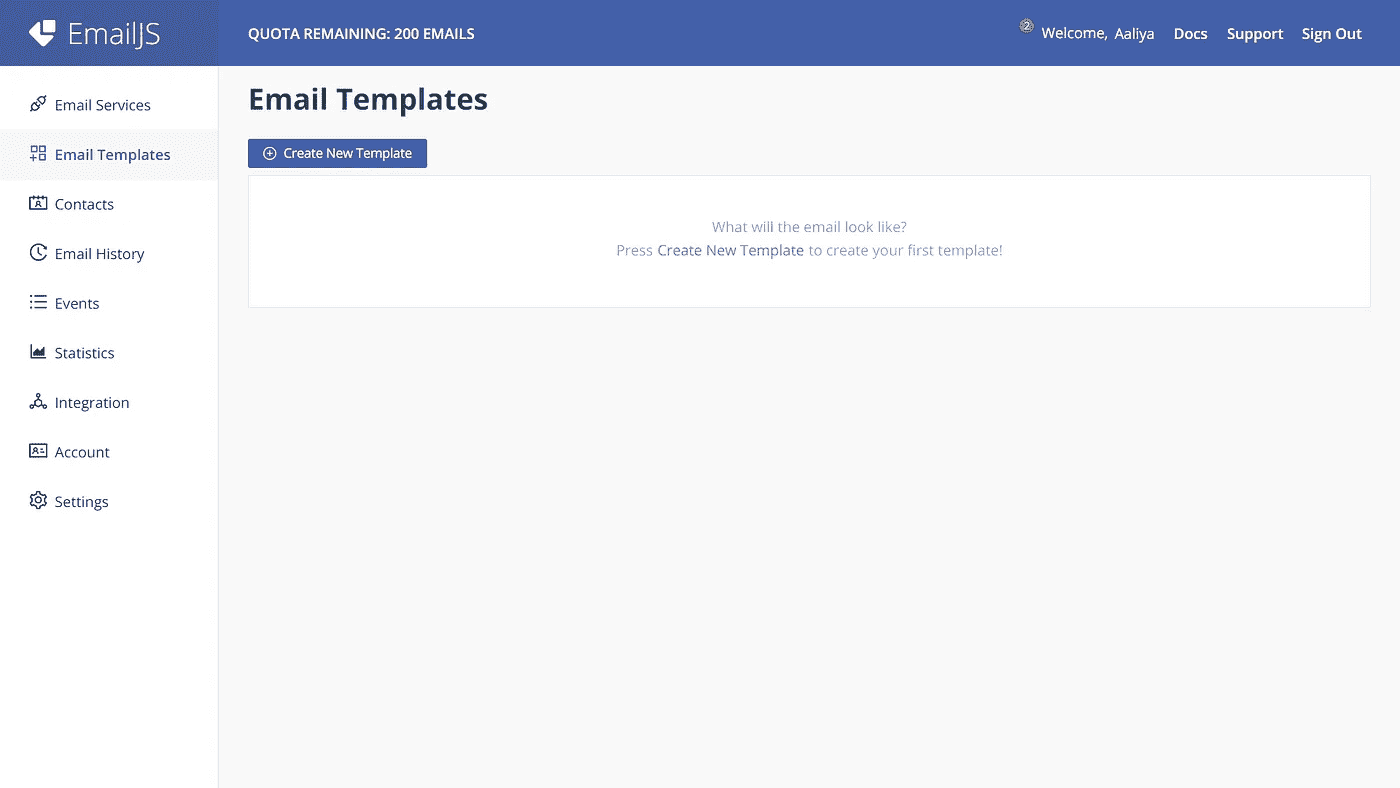 EmailJS
QUOTA REMAINING: 200 EMAILS
2
Welcome, Aaliya
Docs
Support
Sign Out
Email Services
Email Templates
Contacts
Email History
Events
Statistics
Integration
Account
Settings
Email Templates
Create New Template
What will the email look like?
Press Create New Template to create your first template!